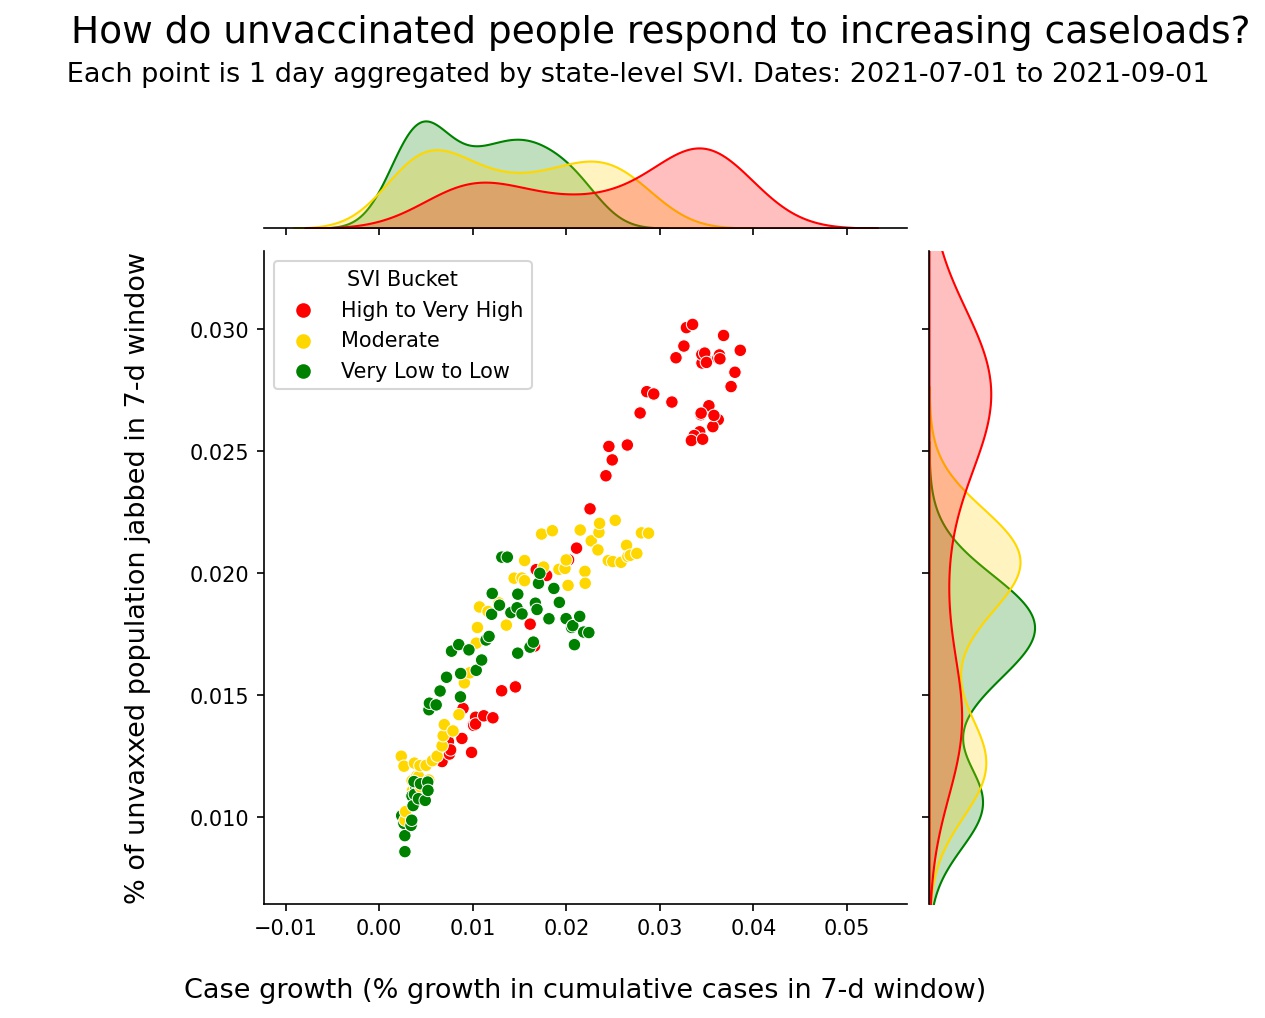 How do unvaccinated people respond to increasing caseloads?
Each point is 1 day aggregated by state-level SVI. Dates: 2021-07-01 to 2021-09-01
SVI Bucket
High to Very High
Moderate
Very Low to Low
% of unvaxxed population jabbed in 7-d window
0.030
0.025
0.020
0.015
0.010
−0.01 0.00 0.01 0.02 0.03 0.04 0.05
Case growth (% growth in cumulative cases in 7-d window)